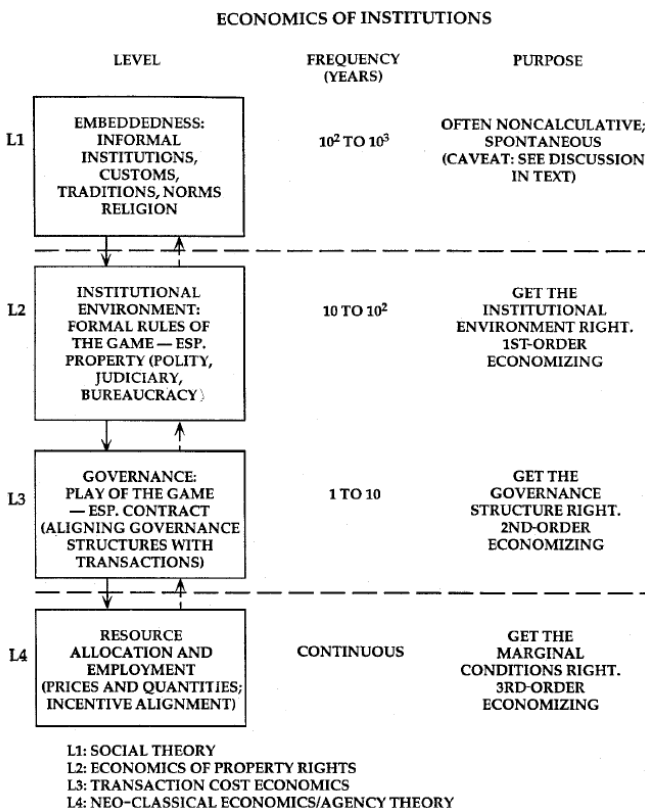 ECONOMICS OF INSTITUTIONS
LEVEL
FREQUENCY
(YEARS)
PURPOSE
L1
EMBEDDEDNESS:
INFORMAL
INSTITUTIONS,
CUSTOMS,
TRADITIONS, NORMS
RELIGION
10² TO 10³
OFTEN NONCALCULATIVE;
SPONTANEOUS
(CAVEAT: SEE DISCUSSION
IN TEXT)
L2
INSTITUTIONAL
ENVIRONMENT:
FORMAL RULES OF
THE GAME — ESP.
PROPERTY (POLITY,
JUDICIARY,
BUREAUCRACY)
10 TO 10²
GET THE
INSTITUTIONAL
ENVIRONMENT RIGHT.
1ST-ORDER
ECONOMIZING
L3
GOVERNANCE:
PLAY OF THE GAME
— ESP. CONTRACT
(ALIGNING GOVERNANCE
STRUCTURES WITH
TRANSACTIONS)
1 TO 10
GET THE
GOVERNANCE
STRUCTURE RIGHT.
2ND-ORDER
ECONOMIZING
L4
RESOURCE
ALLOCATION AND
EMPLOYMENT
(PRICES AND QUANTITIES;
INCENTIVE ALIGNMENT)
CONTINUOUS
GET THE
MARGINAL
CONDITIONS RIGHT.
3RD-ORDER
ECONOMIZING
L1: SOCIAL THEORY
L2: ECONOMICS OF PROPERTY RIGHTS
L3: TRANSACTION COST ECONOMICS
L4: NEO-CLASSICAL ECONOMICS/AGENCY THEORY